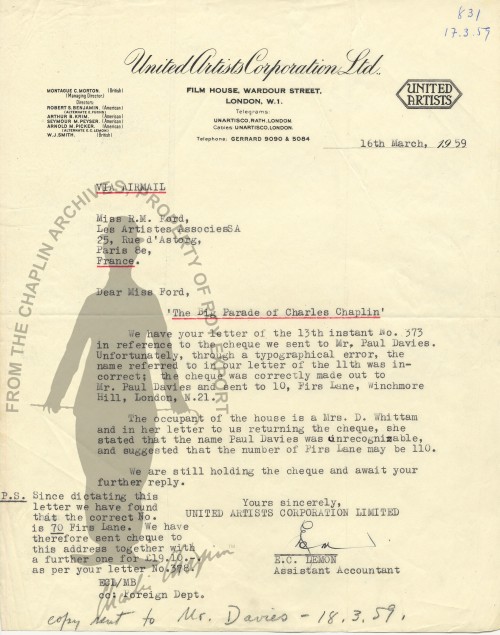 831
17.3.59
United Artists Corporation, Ltd.
MONTAGUE C. MORTON. (British)
(Managing Director)
Directors
ROBERT S. BENJAMIN. (American)
ARTHUR B. KRIM. (American)
SEYMOUR M. PEYSER. (American)
ARNOLD M. PICKER. (American)
(ALTERNATE E.C. LEMON)
W.J. SMITH. (British)
FILM HOUSE, WARDOUR STREET,
LONDON, W.1.
Telegrams:
UNARTISCO, RATH, LONDON
Cables: UNARTISCO, LONDON.
Telephone: GERRARD 9090 & 5084
UNITED
ARTISTS
16th March, 1959
VIA AIRMAIL
Miss R.M. Ford,
Les Artistes AssociesSA
25, Rue d'Astorg,
Paris 8e,
France.
Dear Miss Ford,
'The Big Parade of Charles Chaplin'
We have your letter of the 13th instant No. 373
in reference to the cheque we sent to Mr. Paul Davies.
Unfortunately, through a typographical error, the
name referred to in our letter of the 11th was in-
correct; the cheque was correctly made out to
Mr. Paul Davies and sent to 10, Firs Lane, Winchmore
Hill, London, N.21.
The occupant of the house is a Mrs. D. Whittam
and in her letter to us returning the cheque, she
stated that the name Paul Davies was unrecognizable,
and suggested that the number of Firs Lane may be 110.
We are still holding the cheque and await your
further reply.
Yours sincerely,
UNITED ARTISTS CORPORATION LIMITED
E.C. LEMON
Assistant Accountant
P.S. Since dictating this
letter we have found
that the correct No.
is 70 Firs Lane. We have
therefore sent cheque to
this address together with
a further one for £19.10.-
as per your letter No.378.
ECL/MB
cc: Foreign Dept.
copy sent to Mr. Davies - 18.3.59.
FROM THE CHAPLIN ARCHIVES, PROPERTY OF ROY EXPORT
Charlie Chaplin™